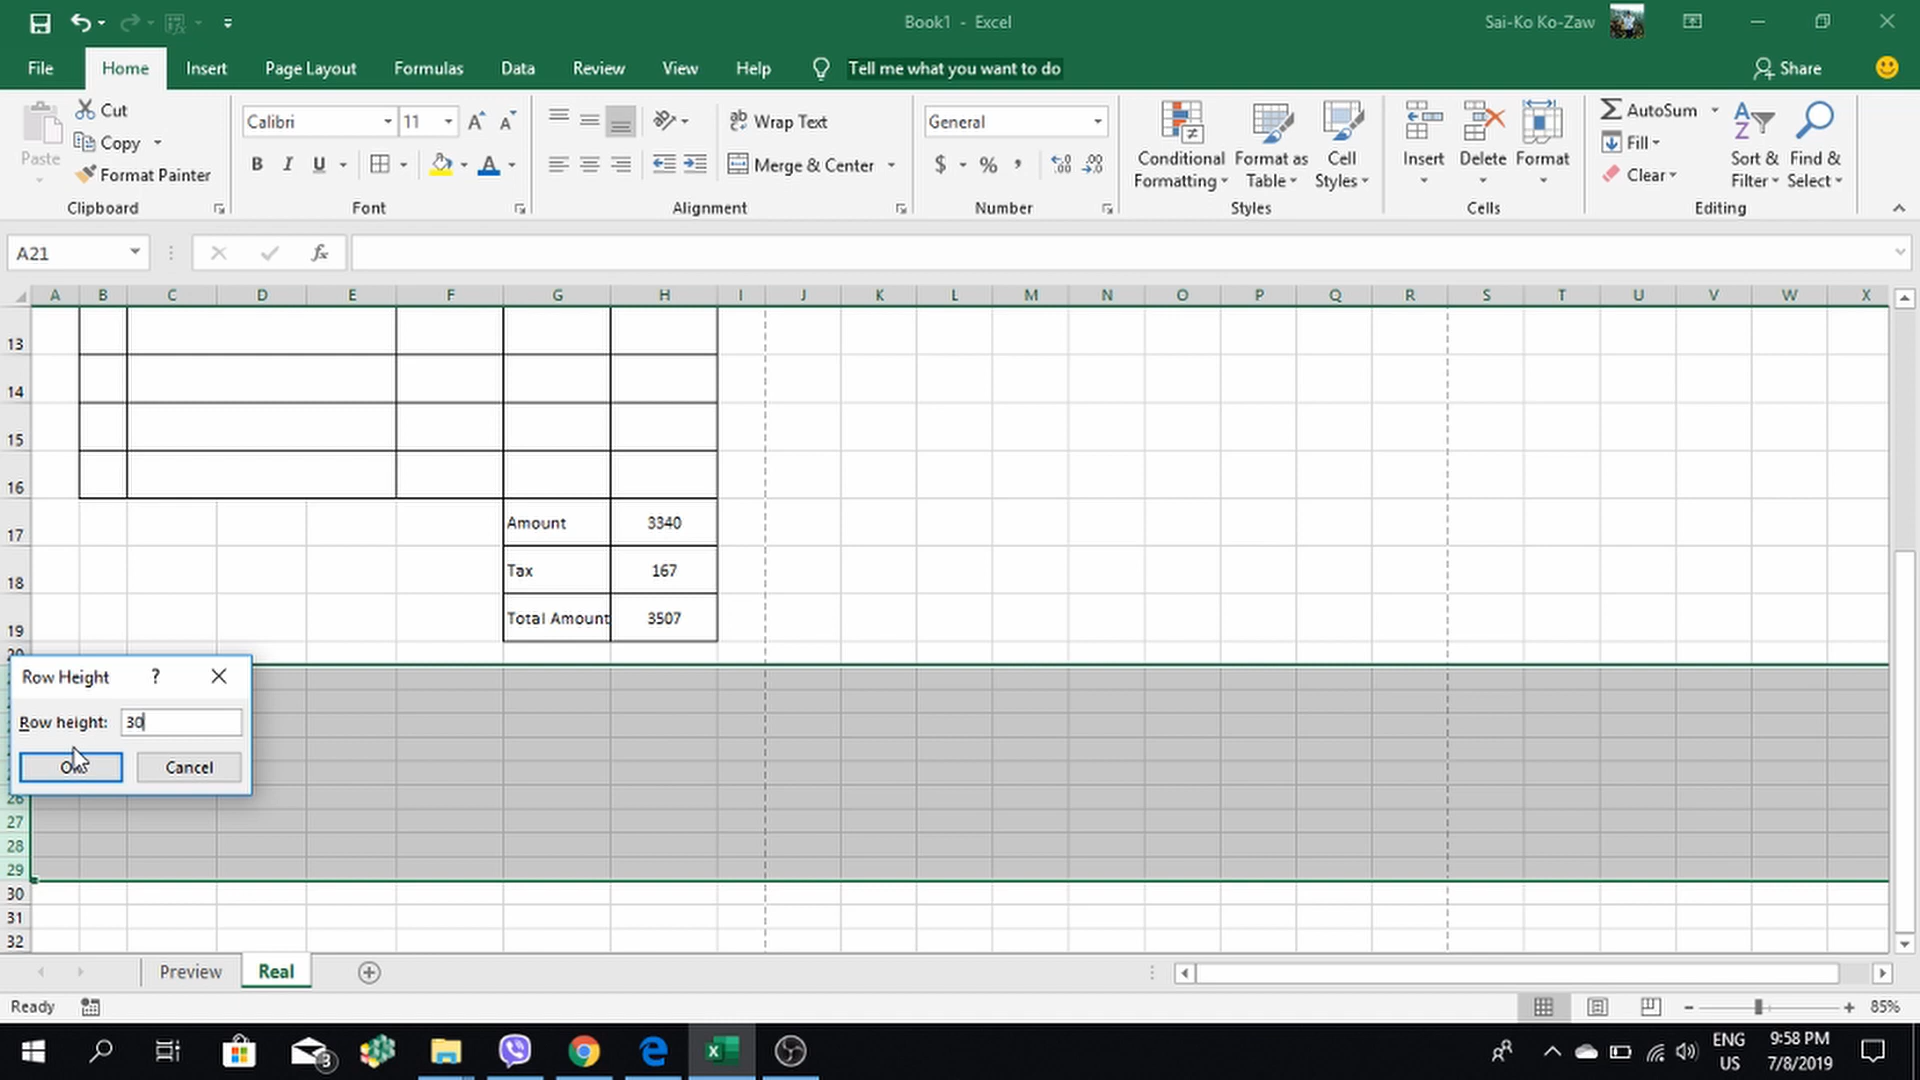 Book1 - Excel
Sai-Ko Ko-Zaw
File Home Insert Page Layout Formulas Data Review View Help Tell me what you want to do Share
Paste
Cut
Copy
Format Painter
Clipboard
Calibri 11
B I U A
Font
Wrap Text
Merge & Center
Alignment
General
$ % ,
Number
Conditional Formatting
Format as Table
Cell Styles
Styles
Insert
Delete
Format
Cells
AutoSum
Fill
Clear
Sort & Filter
Find & Select
Editing
A21 fx
A B C D E F G H I J K L M N O P Q R S T U V W X
13
14
15
16
17 Amount 3340
18 Tax 167
19 Total Amount 3507
Row Height ? 
Row height: 30
Cancel
26
27
28
29
30
31
32
Preview Real
Ready 85%
3
ENG
US
9:58 PM
7/8/2019